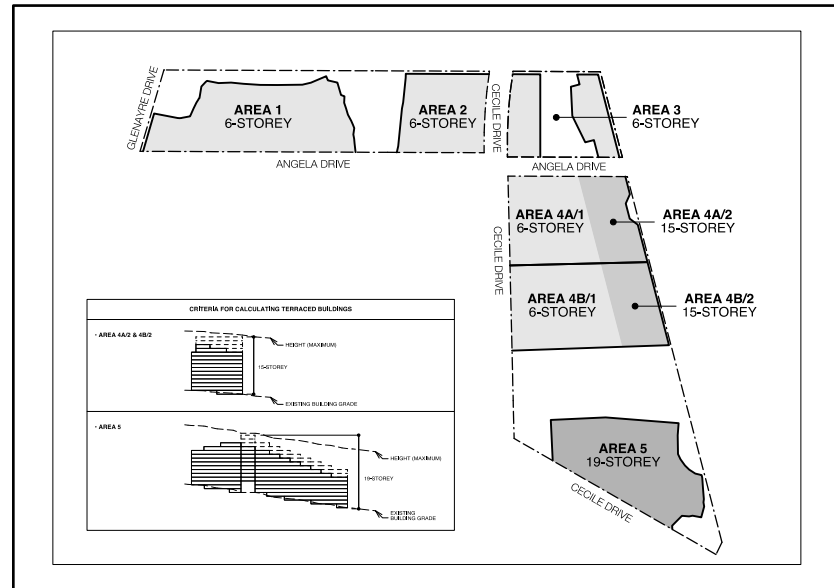 GLENAYRE DRIVE
AREA 1
6-STOREY
AREA 2
6-STOREY
CECILE DRIVE
AREA 3
6-STOREY
ANGELA DRIVE
ANGELA DRIVE
CECILE DRIVE
AREA 4A/1
6-STOREY
AREA 4A/2
15-STOREY
AREA 4B/1
6-STOREY
AREA 4B/2
15-STOREY
AREA 5
19-STOREY
CECILE DRIVE
CRITERIA FOR CALCULATING TERRACED BUILDINGS
- AREA 4A/2 & 4B/2
HEIGHT (MAXIMUM)
15-STOREY
EXISTING BUILDING GRADE
- AREA 5
HEIGHT (MAXIMUM)
19-STOREY
EXISTING
BUILDING GRADE